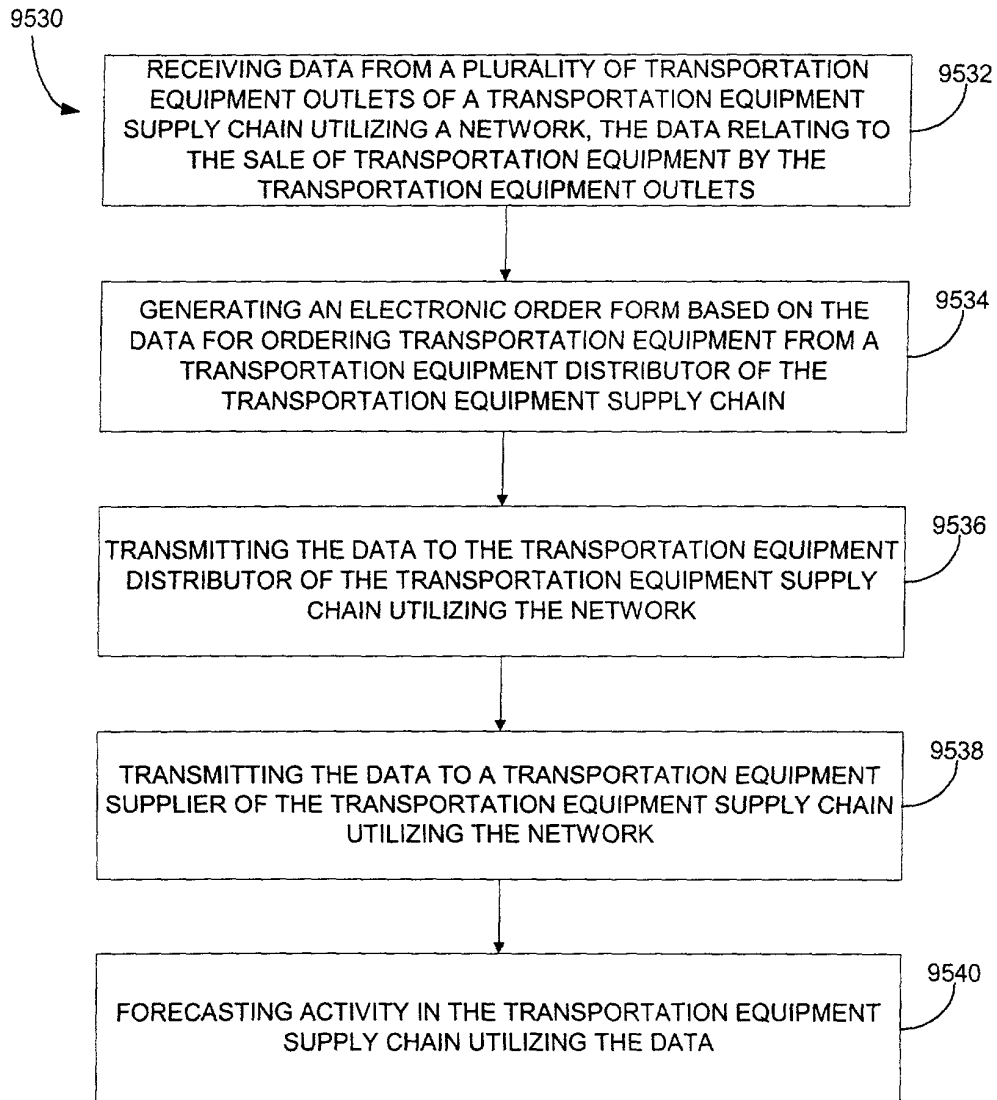 9530
RECEIVING DATA FROM A PLURALITY OF TRANSPORTATION
EQUIPMENT OUTLETS OF A TRANSPORTATION EQUIPMENT
SUPPLY CHAIN UTILIZING A NETWORK, THE DATA RELATING TO
THE SALE OF TRANSPORTATION EQUIPMENT BY THE
TRANSPORTATION EQUIPMENT OUTLETS
9532
GENERATING AN ELECTRONIC ORDER FORM BASED ON THE
DATA FOR ORDERING TRANSPORTATION EQUIPMENT FROM A
TRANSPORTATION EQUIPMENT DISTRIBUTOR OF THE
TRANSPORTATION EQUIPMENT SUPPLY CHAIN
9534
TRANSMITTING THE DATA TO THE TRANSPORTATION EQUIPMENT
DISTRIBUTOR OF THE TRANSPORTATION EQUIPMENT SUPPLY
CHAIN UTILIZING THE NETWORK
9536
TRANSMITTING THE DATA TO A TRANSPORTATION EQUIPMENT
SUPPLIER OF THE TRANSPORTATION EQUIPMENT SUPPLY CHAIN
UTILIZING THE NETWORK
9538
FORECASTING ACTIVITY IN THE TRANSPORTATION EQUIPMENT
SUPPLY CHAIN UTILIZING THE DATA
9540